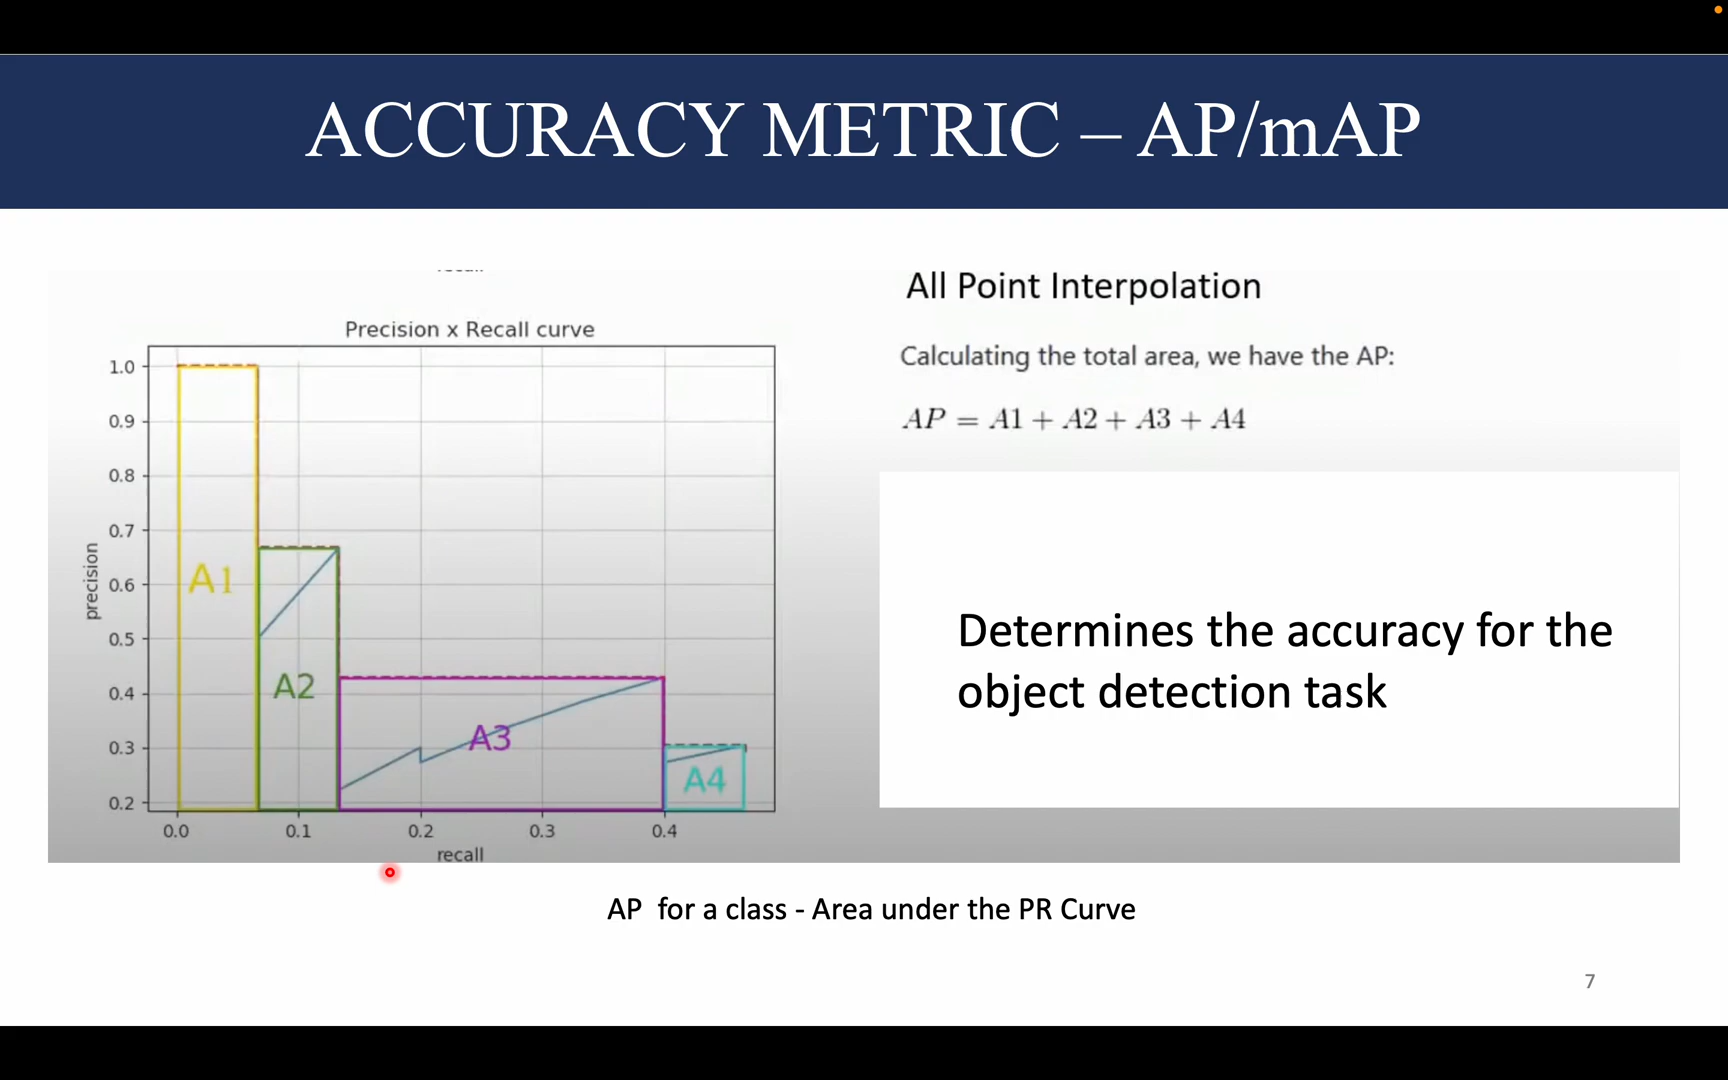 ACCURACY METRIC – AP/mAP
Precision x Recall curve
1.0
0.9
0.8
0.7
0.6
0.5
0.4
0.3
0.2
precision
A1
A2
A3
A4
0.0 0.1 0.2 0.3 0.4
recall
All Point Interpolation
Calculating the total area, we have the AP:
AP = A1 + A2 + A3 + A4
Determines the accuracy for the
object detection task
AP for a class - Area under the PR Curve
7